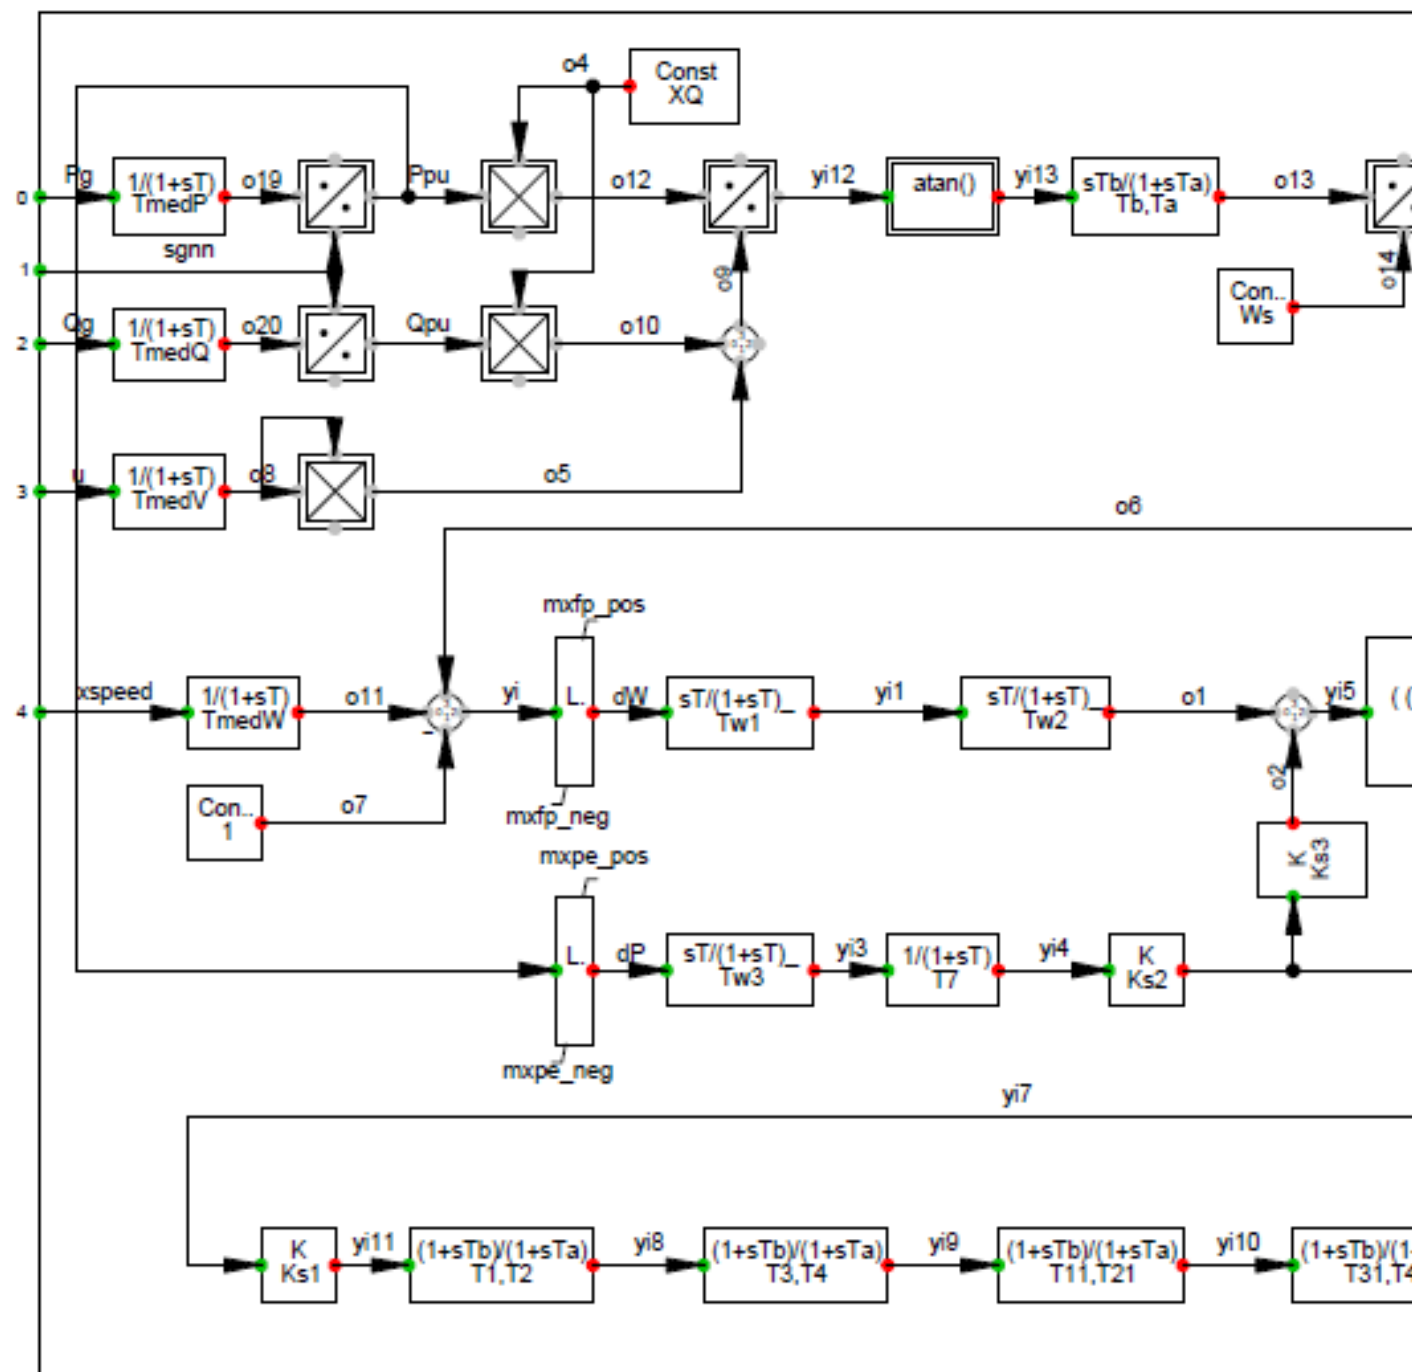 o4
Const
XQ
Pg
1/(1+sT)
TmedP
o19
Ppu
o12
yi12
atan()
yi13
sTb/(1+sTa)
Tb,Ta
o13
0
sgnn
1
o9
Con..
Ws
o14
Qg
1/(1+sT)
TmedQ
o20
Qpu
o10
2
u
1/(1+sT)
TmedV
o8
o5
3
o6
mxfp_pos
xspeed
1/(1+sT)
TmedW
o11
yi
L.
dW
sT/(1+sT)_
Tw1
yi1
sT/(1+sT)_
Tw2
o1
yi5
((
4
-
o2
Con..
1
o7
mxfp_neg
mxpe_pos
K
Ks3
L.
dP
sT/(1+sT)_
Tw3
yi3
1/(1+sT)
T7
yi4
K
Ks2
mxpe_neg
yi7
K
Ks1
yi11
(1+sTb)/(1+sTa)
T1,T2
yi8
(1+sTb)/(1+sTa)
T3,T4
yi9
(1+sTb)/(1+sTa)
T11,T21
yi10
(1+sTb)/(1
T31,T4